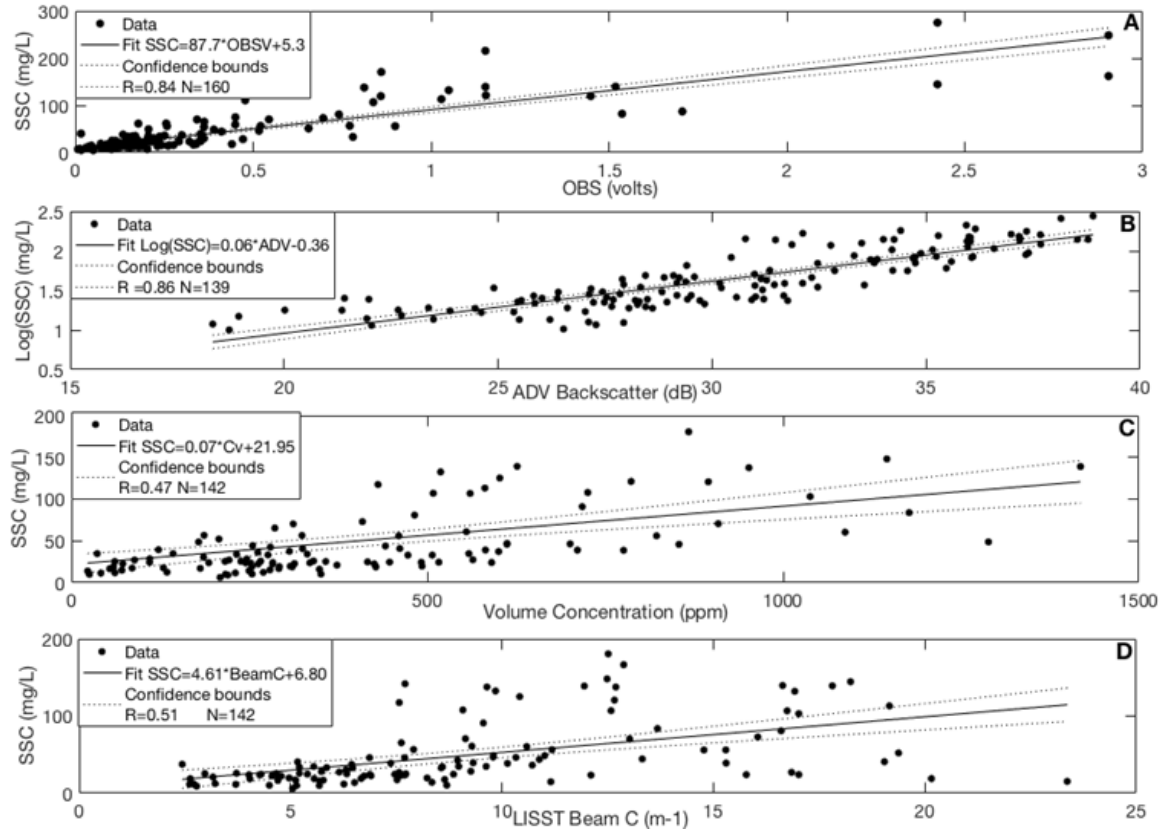 300
200
100
0
SSC (mg/L)
Data
Fit SSC=87.7*OBSV+5.3
Confidence bounds
R=0.84 N=160
A
0 0.5 1 1.5 2 2.5 3
OBS (volts)
2.5
2
1.5
1
0.5
Log(SSC) (mg/L)
Data
Fit Log(SSC)=0.06*ADV-0.36
Confidence bounds
R =0.86 N=139
B
15 20 25 30 35 40
ADV Backscatter (dB)
200
150
100
50
0
SSC (mg/L)
Data
Fit SSC=0.07*Cv+21.95
Confidence bounds
R=0.47 N=142
C
0 500 1000 1500
Volume Concentration (ppm)
200
100
0
SSC (mg/L)
Data
Fit SSC=4.61*BeamC+6.80
Confidence bounds
R=0.51 N=142
D
0 5 10 15 20 25
LISST Beam C (m-1)